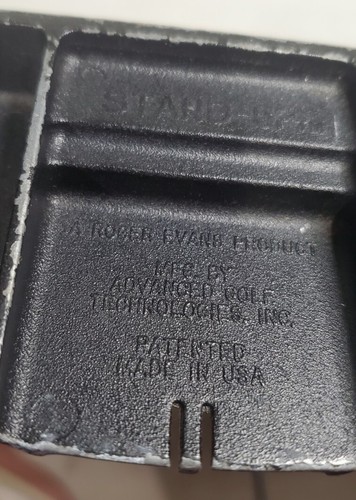 A ROGER EVANS PRODUCT
MFG. BY
ADVANCED GOLF
TECHNOLOGIES, INC.
PATENTED
MADE IN USA